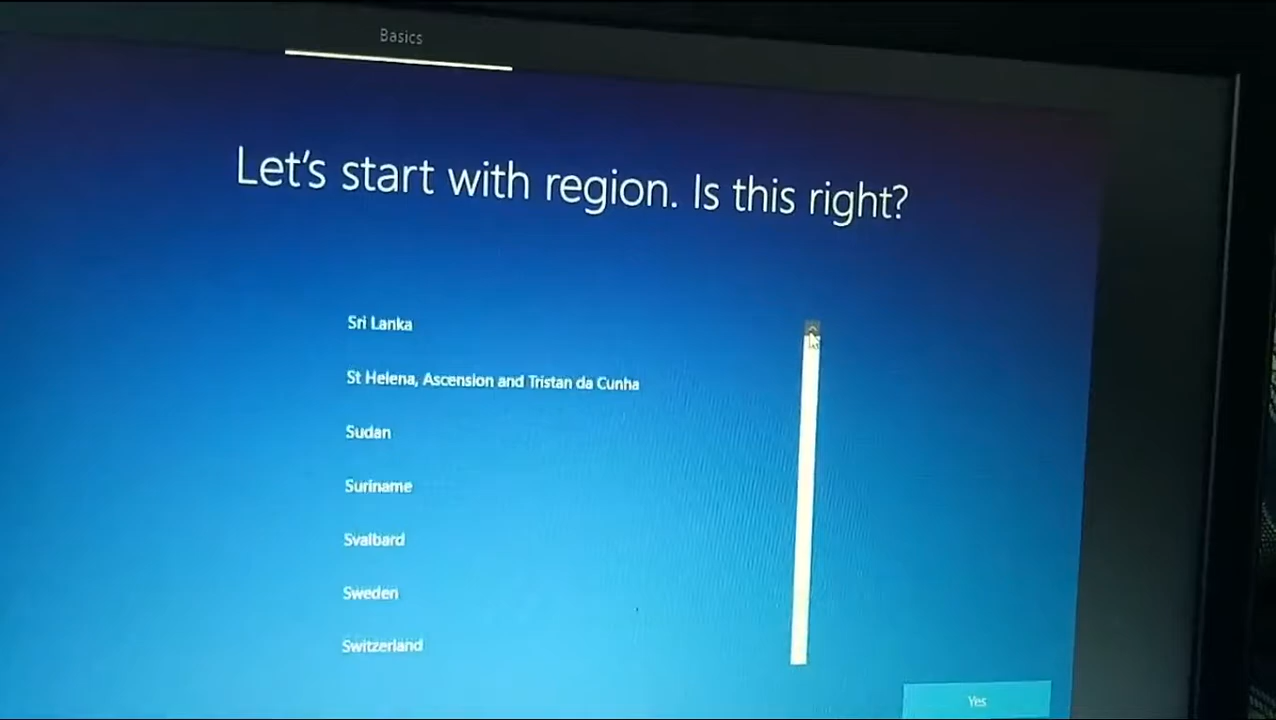 Basics
Let's start with region. Is this right?
Sri Lanka
St Helena, Ascension and Tristan da Cunha
Sudan
Suriname
Svalbard
Sweden
Switzerland
Yes